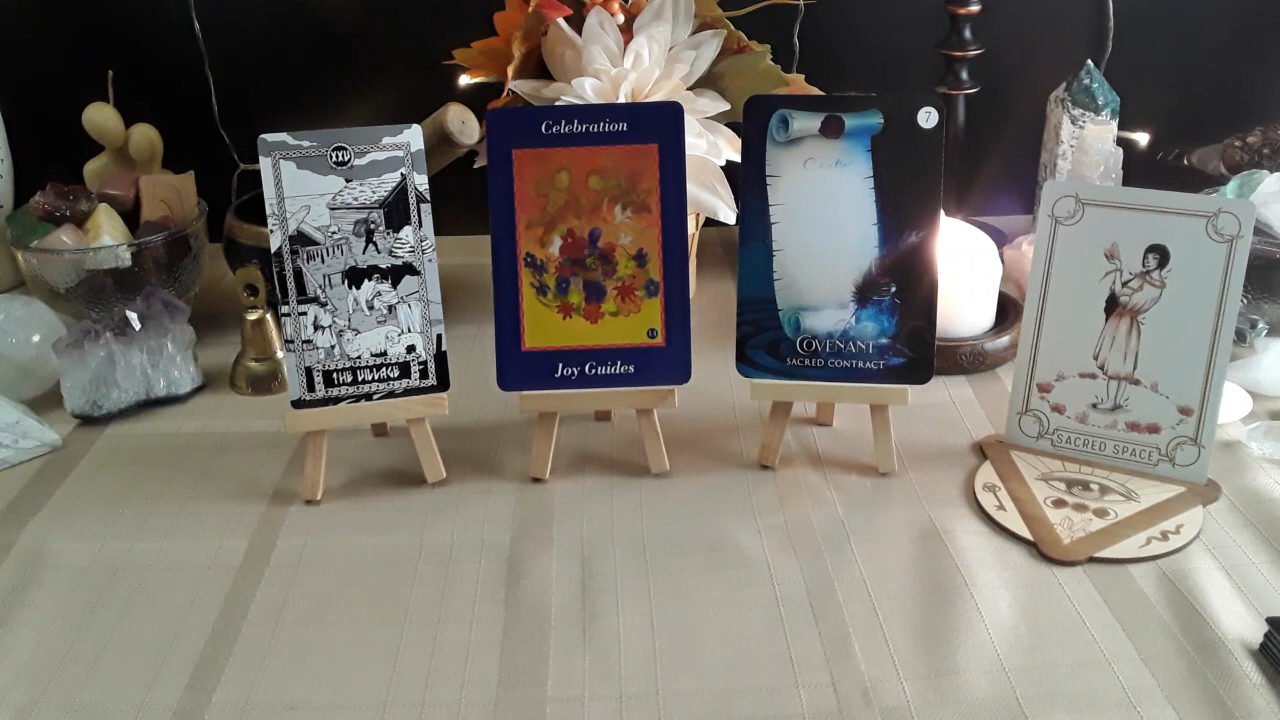 XXV
THE VILLAGE
Celebration
Joy Guides
7
COVENANT
SACRED CONTRACT
SACRED SPACE